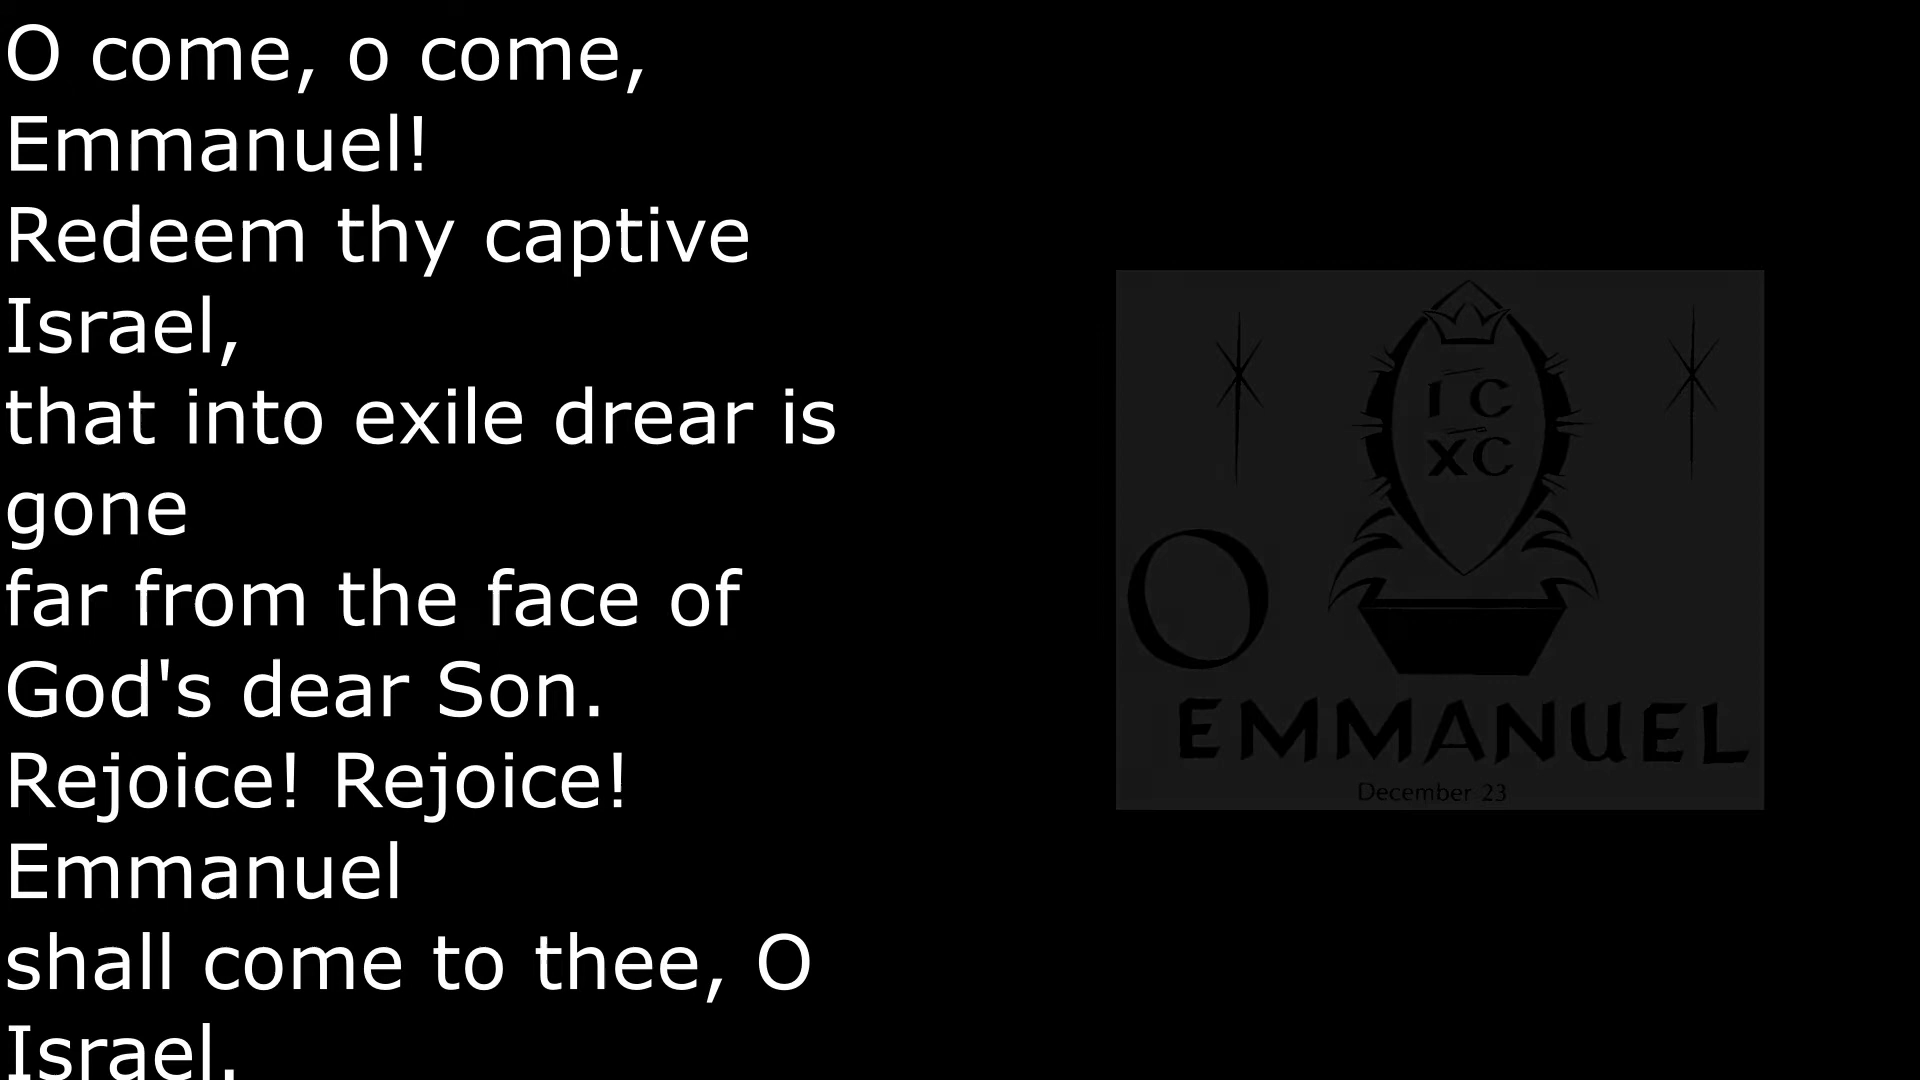 O come, o come,
Emmanuel!
Redeem thy captive
Israel,
that into exile drear is
gone
far from the face of
God's dear Son.
Rejoice! Rejoice!
Emmanuel
shall come to thee, O
Israel.
I C
XC
O
EMMANUEL
December 23